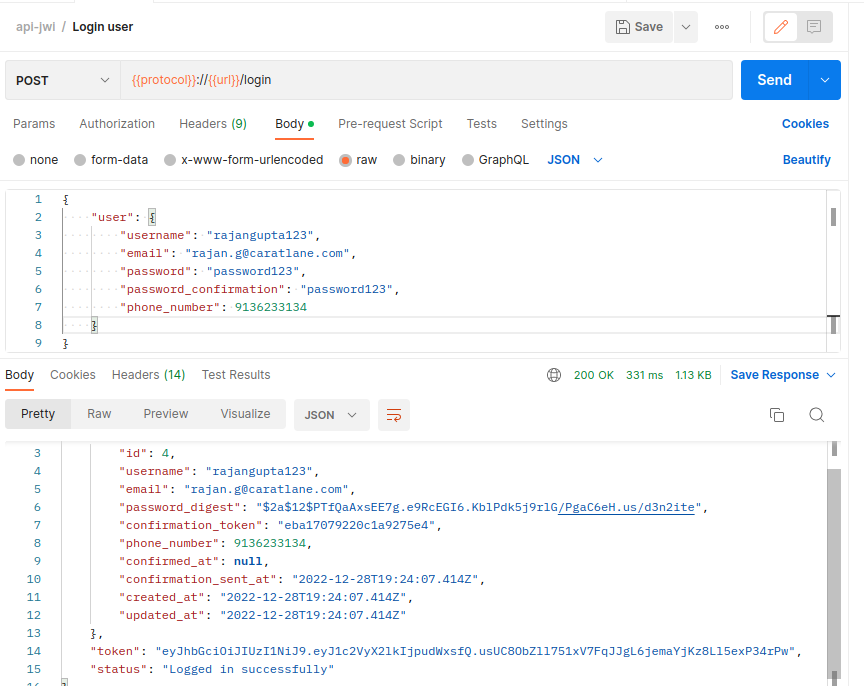 api-jwl / Login user
Save
POST {{protocol}}://{{url}}/login Send
Params Authorization Headers (9) Body Pre-request Script Tests Settings Cookies
none form-data x-www-form-urlencoded raw binary GraphQL JSON Beautify
1 {
2 "user": {
3 "username": "rajangupta123",
4 "email": "rajan.g@caratlane.com",
5 "password": "password123",
6 "password_confirmation": "password123",
7 "phone_number": 9136233134
8 }
9 }
Body Cookies Headers (14) Test Results 200 OK 331 ms 1.13 KB Save Response
Pretty Raw Preview Visualize JSON
3 "id": 4,
4 "username": "rajangupta123",
5 "email": "rajan.g@caratlane.com",
6 "password_digest": "$2a$12$PTfQaAxsEE7g.e9RcEGI6.KblPdk5j9rlG/PgaC6eH.us/d3n2ite",
7 "confirmation_token": "eba17079220c1a9275e4",
8 "phone_number": 9136233134,
9 "confirmed_at": null,
10 "confirmation_sent_at": "2022-12-28T19:24:07.414Z",
11 "created_at": "2022-12-28T19:24:07.414Z",
12 "updated_at": "2022-12-28T19:24:07.414Z"
13 },
14 "token": "eyJhbGciOiJIUzI1NiJ9.eyJ1c2VyX2lkIjpudWxsfQ.usUC8ObZll751xV7FqJJgL6jemaYjKz8Ll5exP34rPw",
15 "status": "Logged in successfully"
16 }